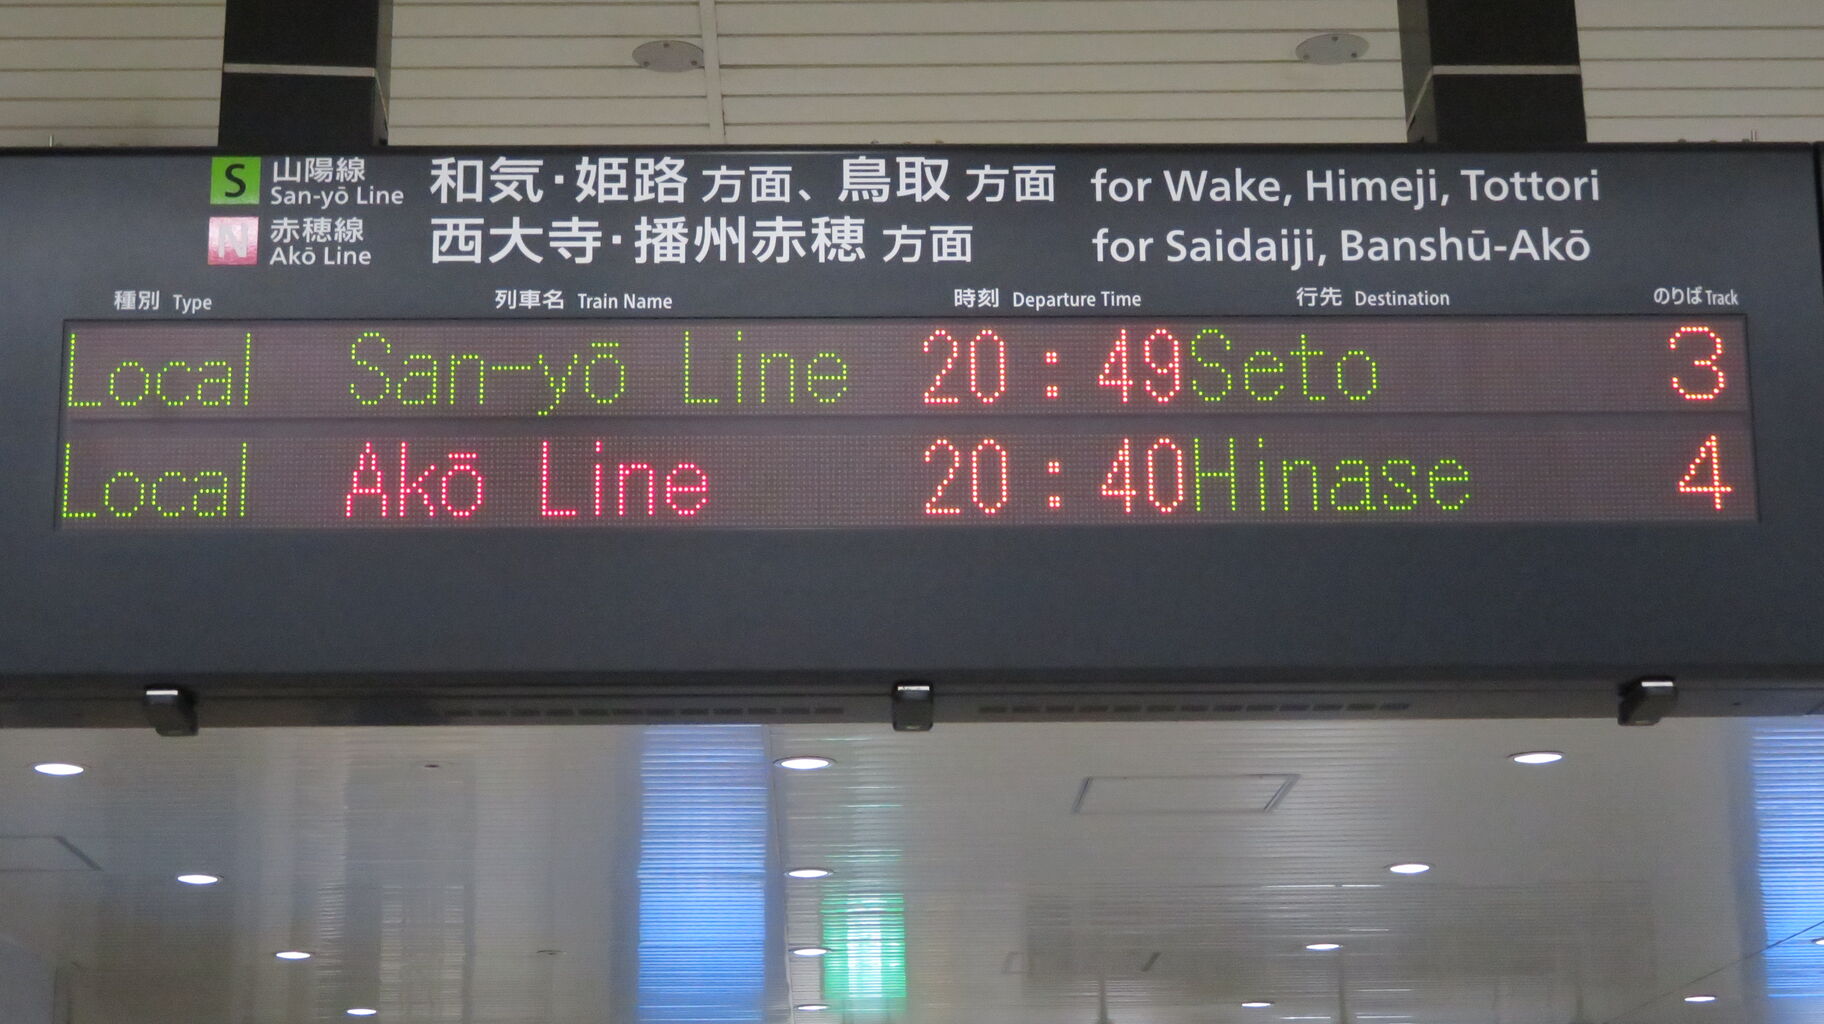 S 山陽線 San-yō Line 和気・姫路 方面、鳥取 方面 for Wake, Himeji, Tottori
N 赤穂線 Akō Line 西大寺・播州赤穂 方面 for Saidaiji, Banshū-Akō
種別 Type 列車名 Train Name 時刻 Departure Time 行先 Destination のりば Track
Local San-yō Line 20:49 Seto 3
Local Akō Line 20:40 Hinase 4